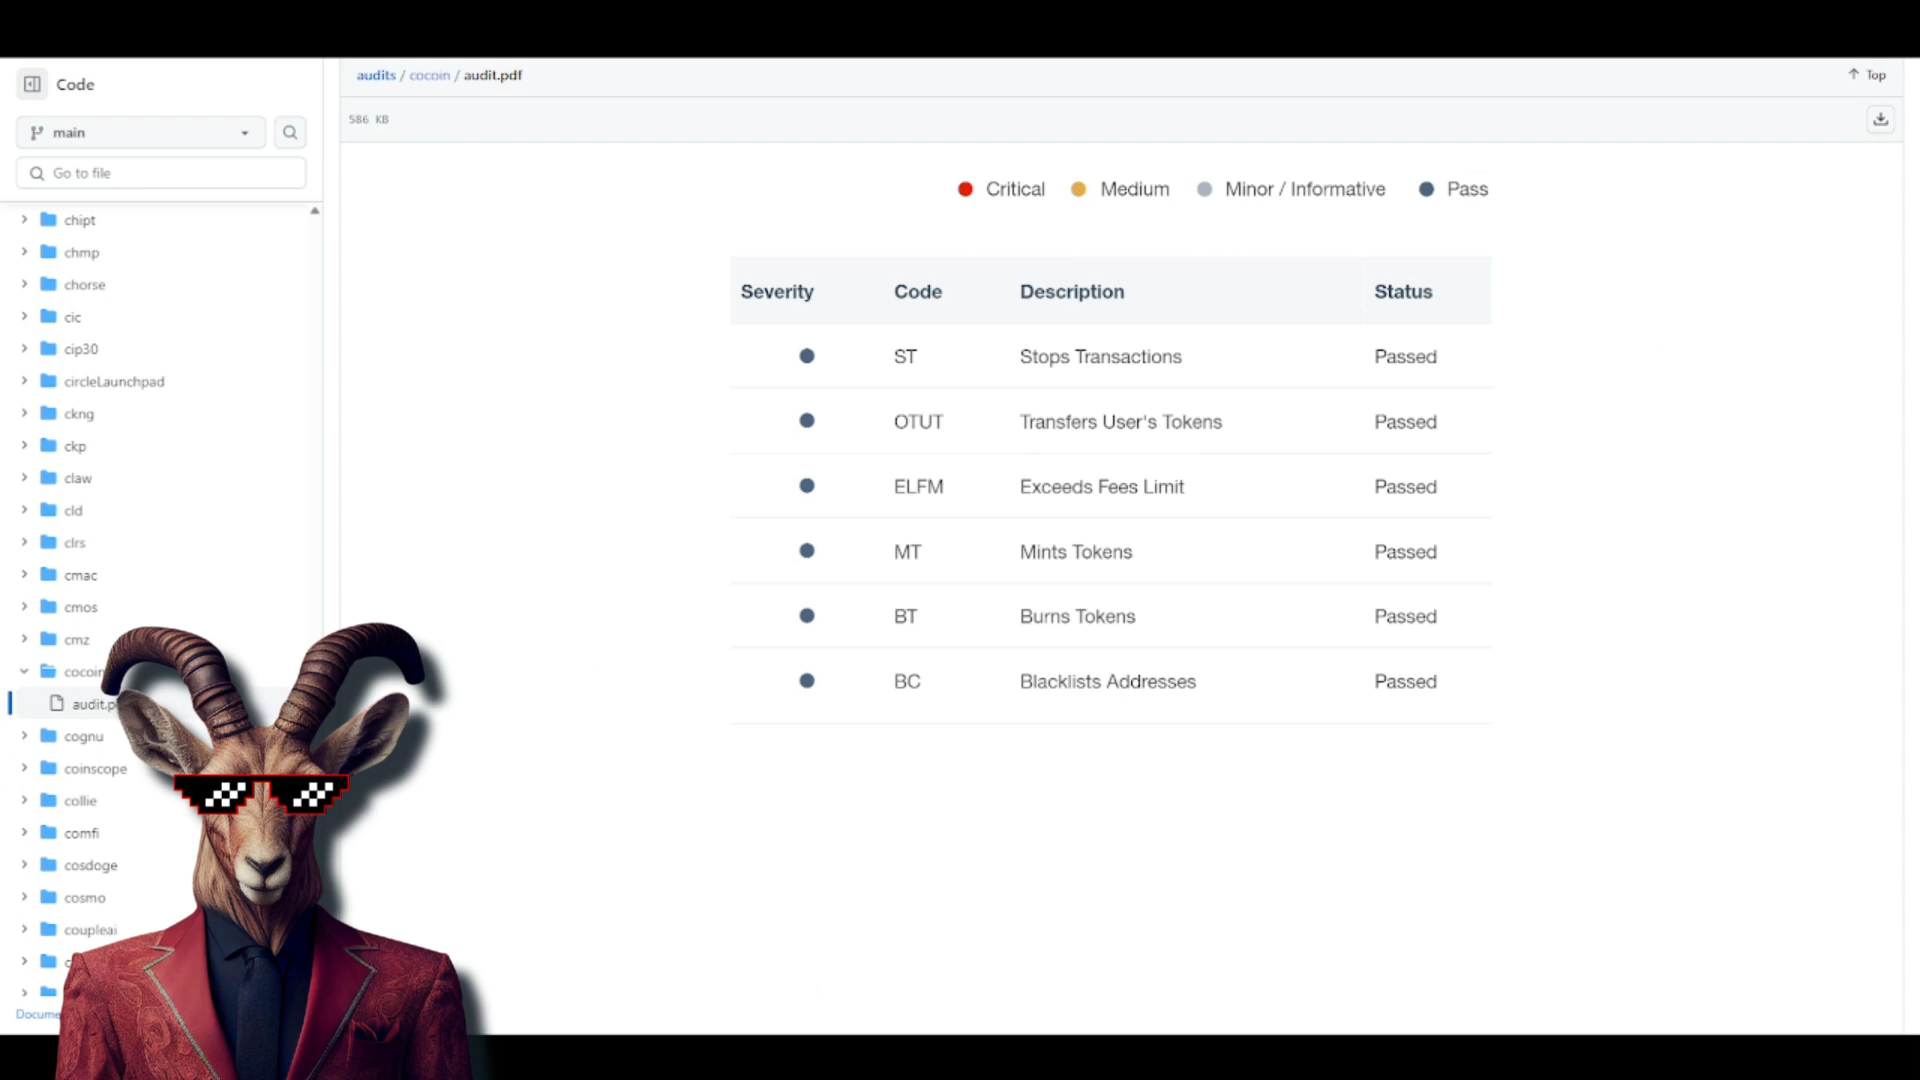 Code
main
Go to file
chipt
chmp
chorse
cic
cip30
circleLaunchpad
ckng
ckp
claw
cld
clrs
cmac
cmos
cmz
cocoin
audit.p
cognu
coinscope
collie
comfi
cosdoge
cosmo
coupleai
c
Docume
audits / cocoin / audit.pdf
Top
586 KB
Critical Medium Minor / Informative Pass
Severity Code Description Status
ST Stops Transactions Passed
OTUT Transfers User's Tokens Passed
ELFM Exceeds Fees Limit Passed
MT Mints Tokens Passed
BT Burns Tokens Passed
BC Blacklists Addresses Passed